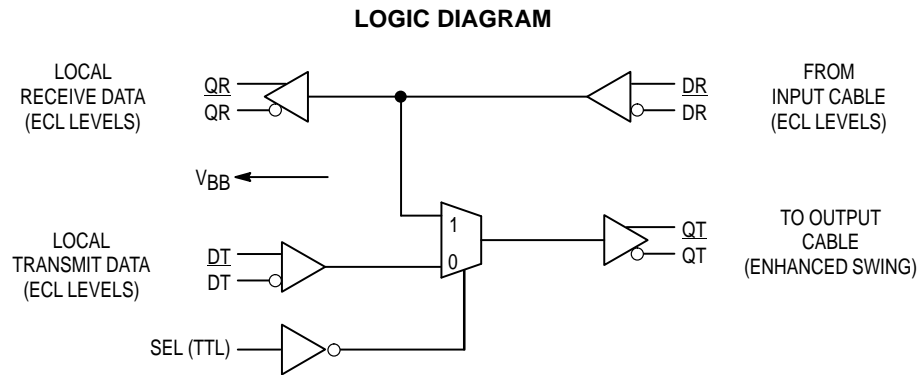 LOGIC DIAGRAM
LOCAL
RECEIVE DATA
(ECL LEVELS)
QR
QR
DR
DR
FROM
INPUT CABLE
(ECL LEVELS)
VBB
LOCAL
TRANSMIT DATA
(ECL LEVELS)
DT
DT
1
0
QT
QT
TO OUTPUT
CABLE
(ENHANCED SWING)
SEL (TTL)